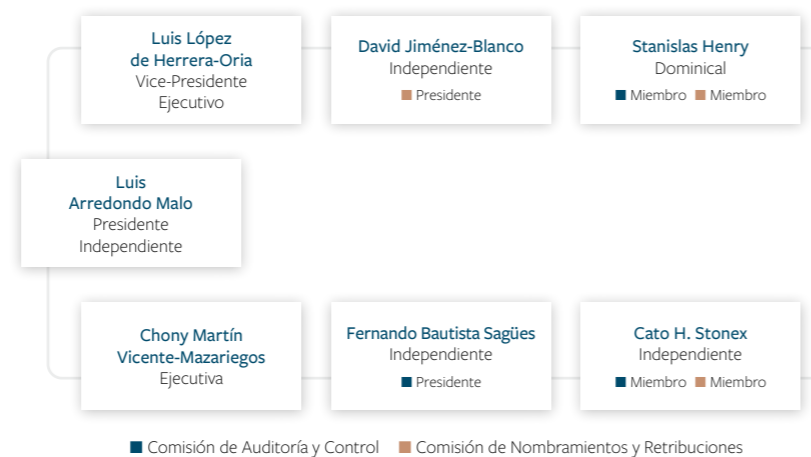 Luis López
de Herrera-Oria
Vice-Presidente
Ejecutivo
David Jiménez-Blanco
Independiente
Presidente
Stanislas Henry
Dominical
Miembro Miembro
Luis
Arredondo Malo
Presidente
Independiente
Chony Martín
Vicente-Mazariegos
Ejecutiva
Fernando Bautista Sagües
Independiente
Presidente
Cato H. Stonex
Independiente
Miembro Miembro
Comisión de Auditoría y Control Comisión de Nombramientos y Retribuciones